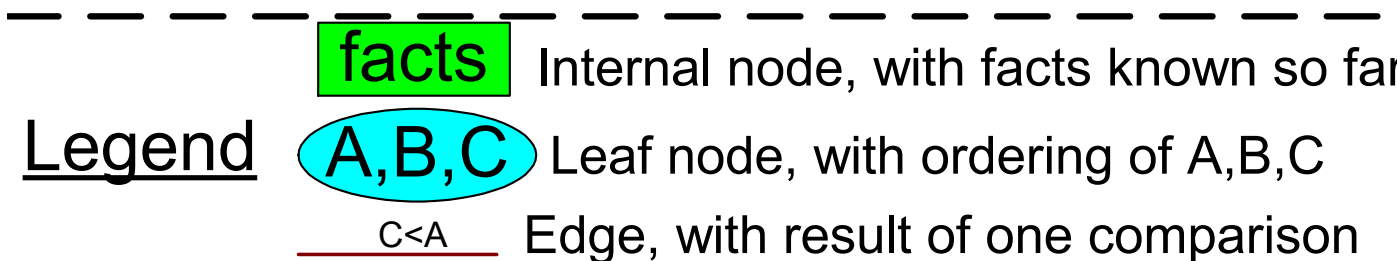 facts Internal node, with facts known so far
Legend A,B,C Leaf node, with ordering of A,B,C
C<A Edge, with result of one comparison